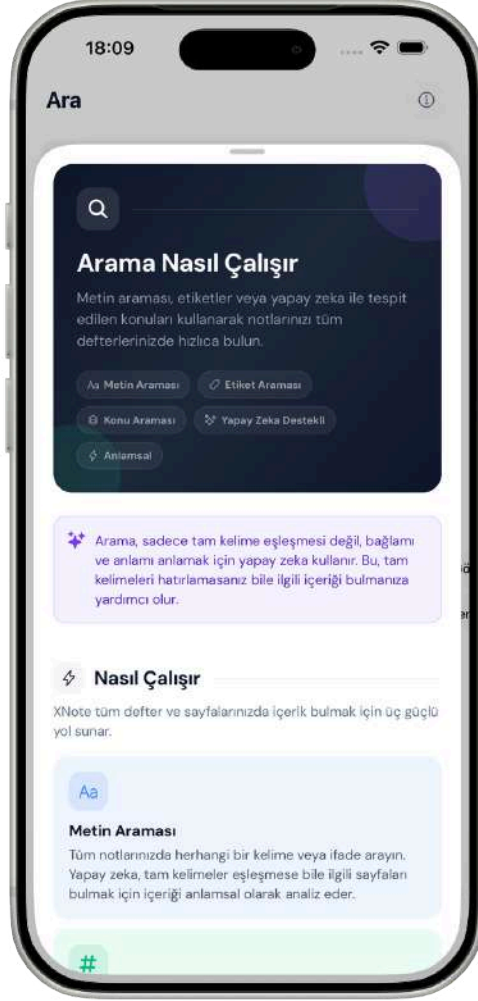 18:09
Ara
Arama Nasıl Çalışır
Metin araması, etiketler veya yapay zeka ile tespit
edilen konuları kullanarak notlarınızı tüm
defterlerinizde hızlıca bulun.
Aa Metin Araması
Etiket Araması
Konu Araması
Yapay Zeka Destekli
Anlamsal
Arama, sadece tam kelime eşleşmesi değil, bağlamı
ve anlamı anlamak için yapay zeka kullanır. Bu, tam
kelimeleri hatırlamasanız bile ilgili içeriği bulmanıza
yardımcı olur.
Nasıl Çalışır
XNote tüm defter ve sayfalarınızda içerik bulmak için üç güçlü
yol sunar.
Aa
Metin Araması
Tüm notlarınızda herhangi bir kelime veya ifade arayın.
Yapay zeka, tam kelimeler eşleşmese bile ilgili sayfaları
bulmak için içeriği anlamsal olarak analiz eder.
#